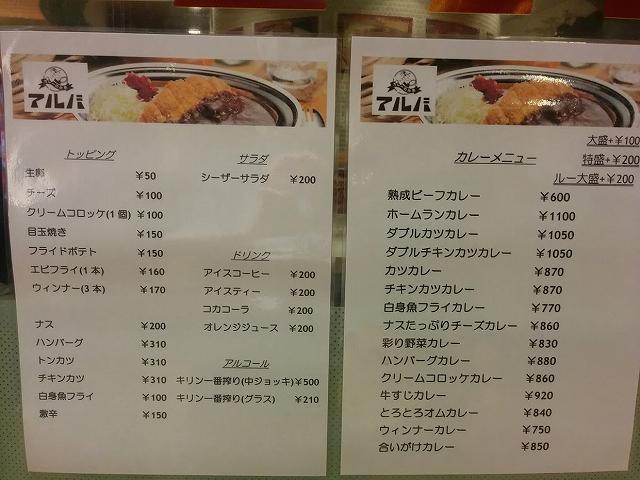 アルバ
トッピング
生卵 ¥50
チーズ ¥100
クリームコロッケ(1個) ¥100
目玉焼き ¥150
フライドポテト ¥150
エビフライ(1本) ¥160
ウィンナー(3本) ¥170
ナス ¥200
ハンバーグ ¥310
トンカツ ¥310
チキンカツ ¥310
白身魚フライ ¥100
激辛 ¥150
サラダ
シーザーサラダ ¥200
ドリンク
アイスコーヒー ¥200
アイスティー ¥200
コカコーラ ¥200
オレンジジュース ¥200
アルコール
キリン一番搾り(中ジョッキ) ¥500
キリン一番搾り(グラス) ¥210
アルバ
大盛+¥100
カレーメニュー 特盛+¥200
ルー大盛+¥200
熟成ビーフカレー ¥600
ホームランカレー ¥1100
ダブルカツカレー ¥1050
ダブルチキンカツカレー ¥1050
カツカレー ¥870
チキンカツカレー ¥870
白身魚フライカレー ¥770
ナスたっぷりチーズカレー ¥860
彩り野菜カレー ¥830
ハンバーグカレー ¥880
クリームコロッケカレー ¥860
牛すじカレー ¥920
とろとろオムカレー ¥840
ウィンナーカレー ¥750
合いがけカレー ¥850